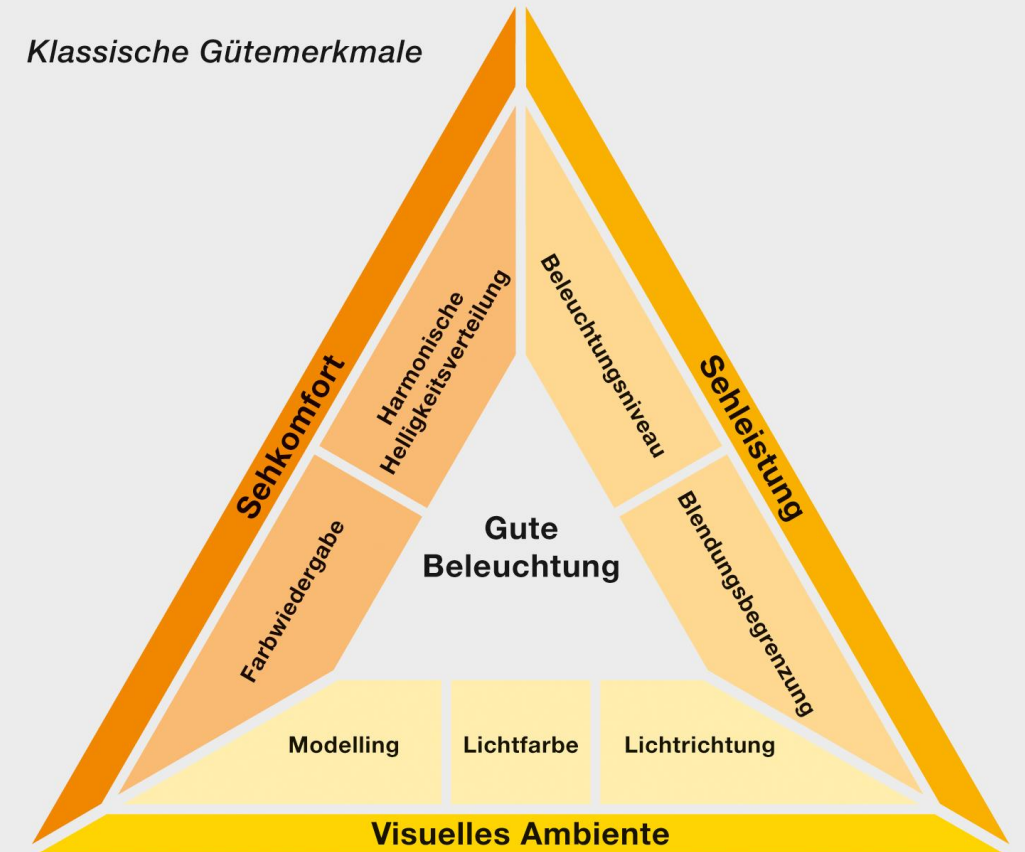 Klassische Gütemerkmale
Sehkomfort
Harmonische
Helligkeitsverteilung
Farbwiedergabe
Beleuchtungsniveau
Blendungsbegrenzung
Sehleistung
Gute
Beleuchtung
Modelling
Lichtfarbe
Lichtrichtung
Visuelles Ambiente